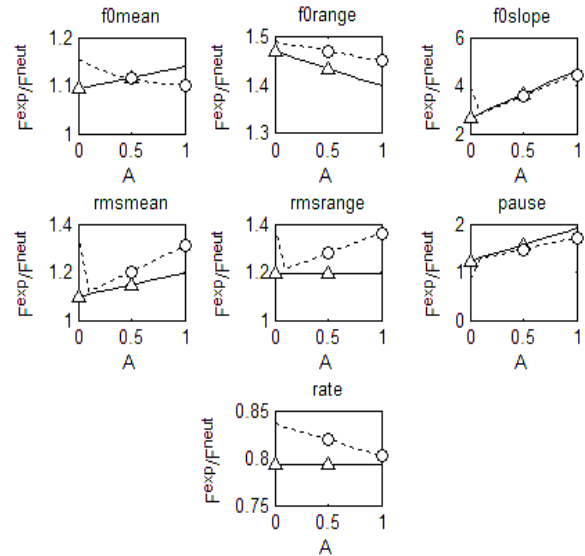 f0mean
f0range
f0slope
1.2
1.1
1
F^exp/F^neut
0
0.5
1
A
1.5
1.4
1.3
F^exp/F^neut
0
0.5
1
A
6
4
2
F^exp/F^neut
0
0.5
1
A
rmsmean
rmsrange
pause
1.4
1.2
1
F^exp/F^neut
0
0.5
1
A
1.4
1.2
1
F^exp/F^neut
0
0.5
1
A
2
1
0
F^exp/F^neut
0
0.5
1
A
rate
0.85
0.8
0.75
F^exp/F^neut
0
0.5
1
A